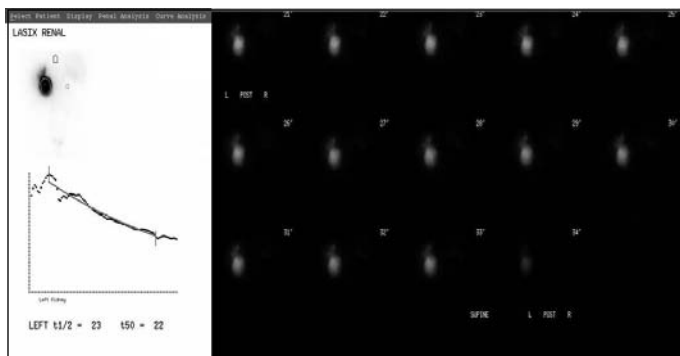 Select Patient Display Renal Analysis Curve Analysis
LASIX RENAL
Left Kidney
LEFT t1/2 = 23 t50 = 22
21' 22' 23' 24' 25'
L POST R
26' 27' 28' 29' 30'
31' 32' 33' 34'
SUPINE L POST R